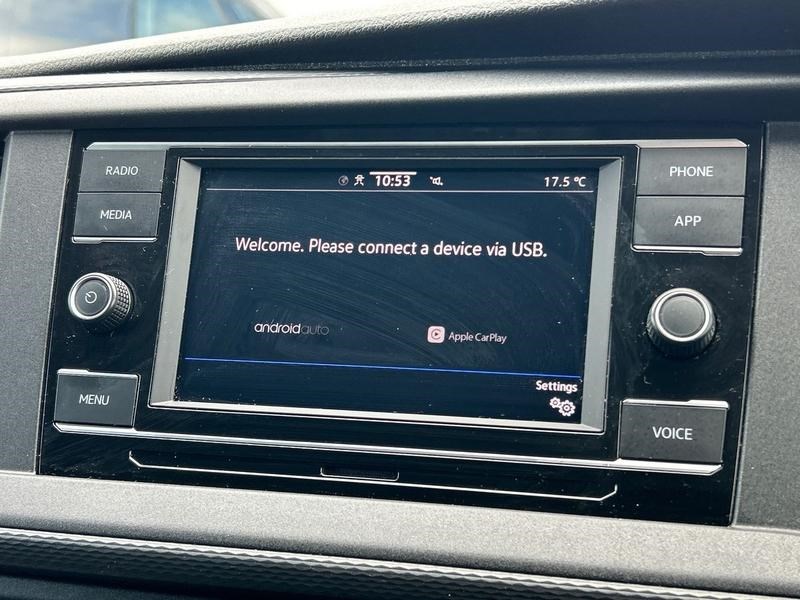 RADIO
MEDIA
MENU
10:53
17.5 °C
Welcome. Please connect a device via USB.
androidauto
Apple CarPlay
Settings
PHONE
APP
VOICE